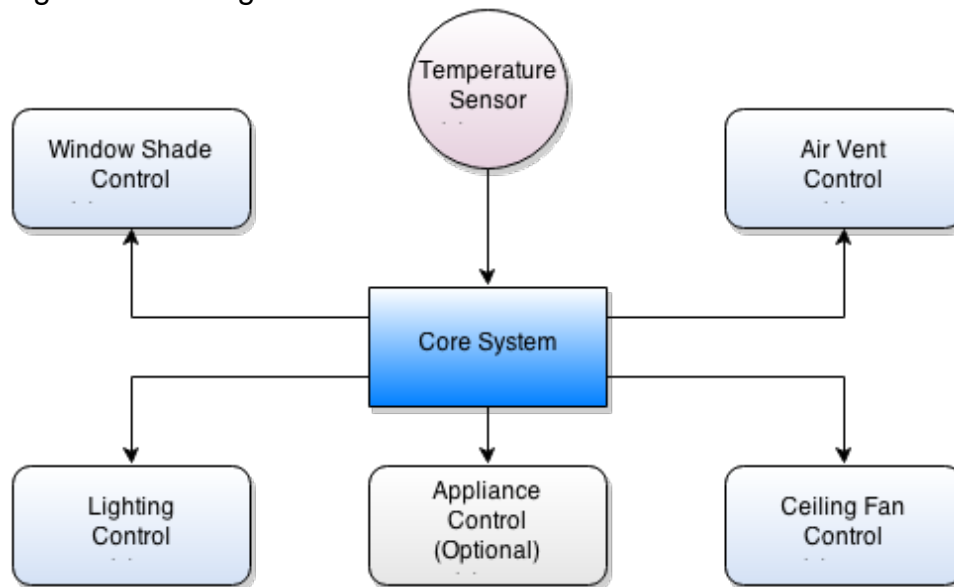 Temperature
Sensor
Window Shade
Control
Air Vent
Control
Core System
Lighting
Control
Appliance
Control
(Optional)
Ceiling Fan
Control